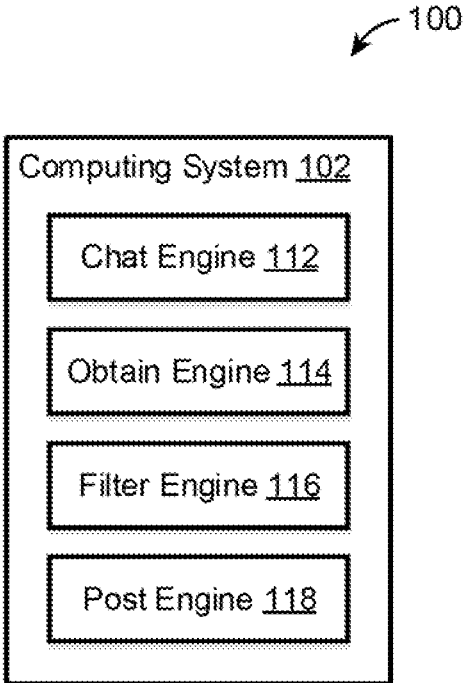 100
Computing System 102
Chat Engine 112
Obtain Engine 114
Filter Engine 116
Post Engine 118